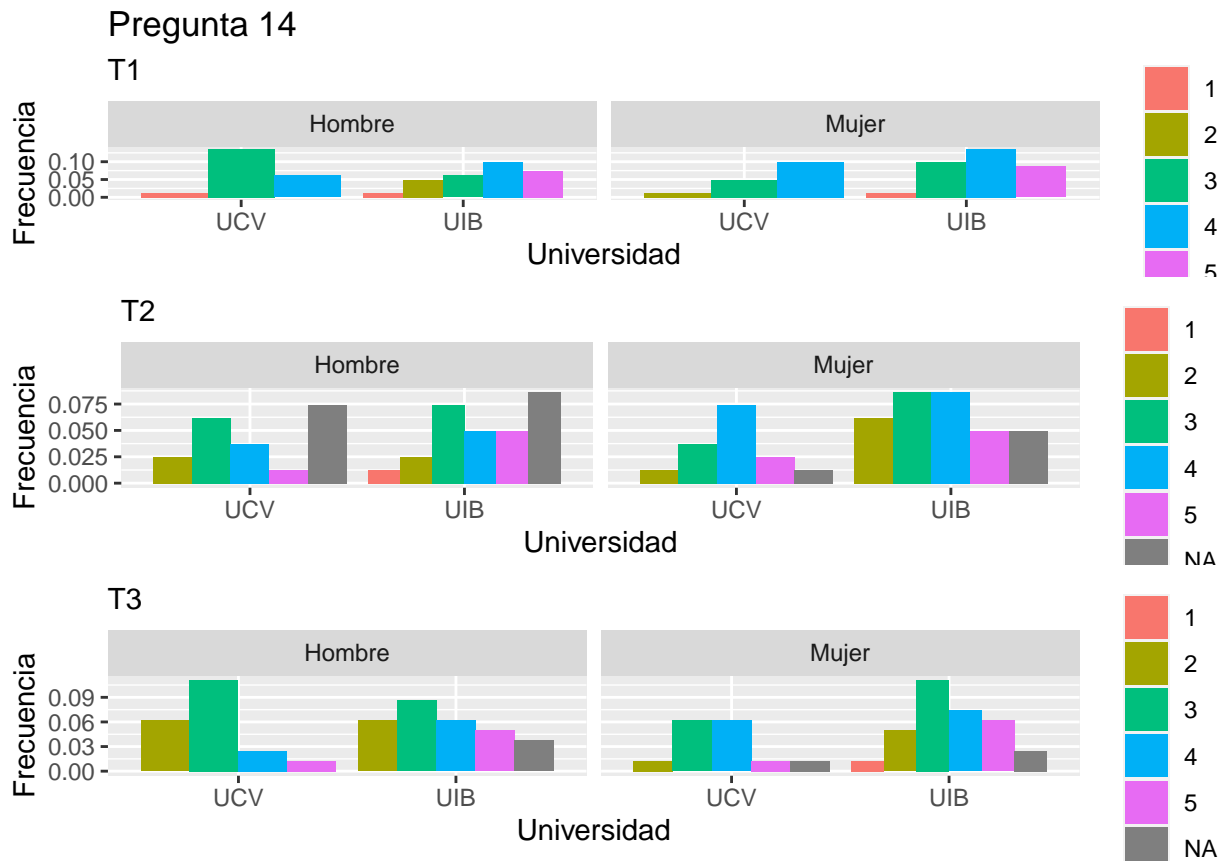 Pregunta 14
T1
Hombre Mujer
Frecuencia
0.10
0.05
0.00
UCV UIB UCV UIB
Universidad
1
2
3
4
5
T2
Hombre Mujer
Frecuencia
0.075
0.050
0.025
0.000
UCV UIB UCV UIB
Universidad
1
2
3
4
5
NA
T3
Hombre Mujer
Frecuencia
0.09
0.06
0.03
0.00
UCV UIB UCV UIB
Universidad
1
2
3
4
5
NA